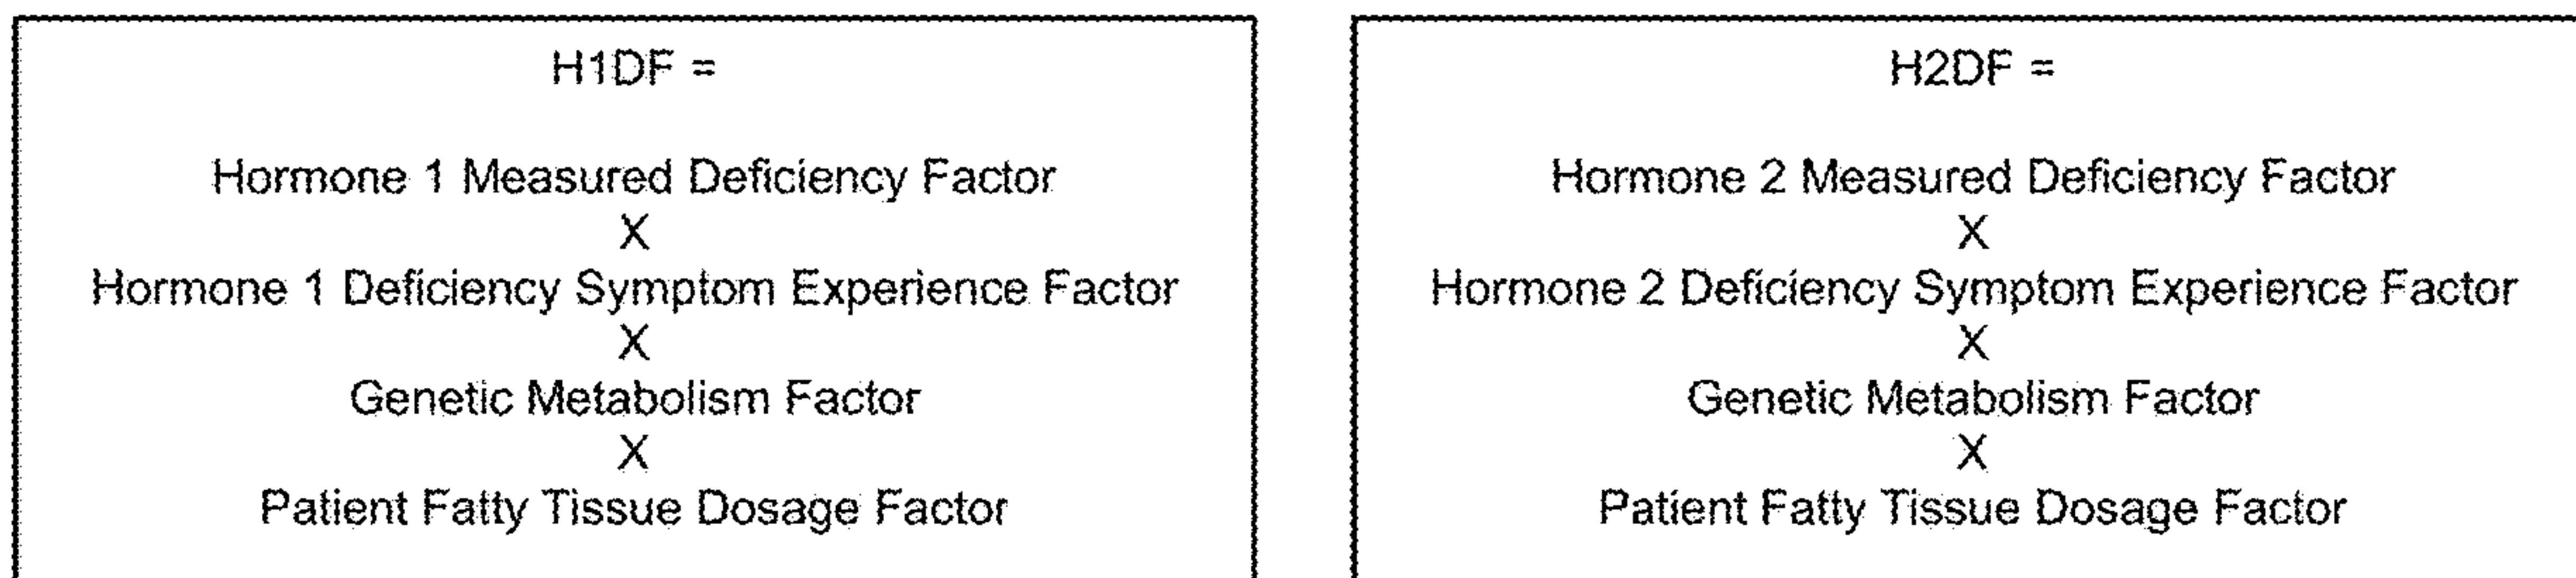 H1DF =
Hormone 1 Measured Deficiency Factor
X
Hormone 1 Deficiency Symptom Experience Factor
X
Genetic Metabolism Factor
X
Patient Fatty Tissue Dosage Factor
H2DF =
Hormone 2 Measured Deficiency Factor
X
Hormone 2 Deficiency Symptom Experience Factor
X
Genetic Metabolism Factor
X
Patient Fatty Tissue Dosage Factor